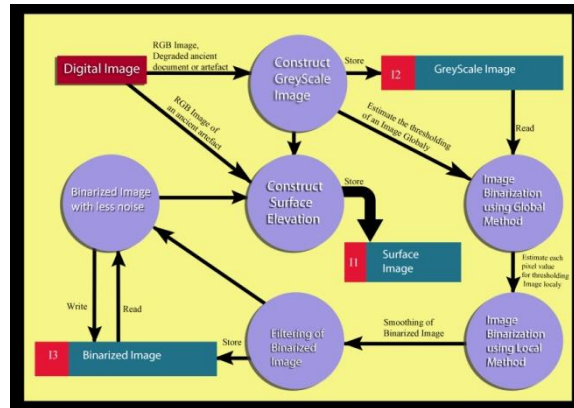 RGB Image,
Degraded ancient
document or artefact
Digital Image
Construct
GreyScale
Image
Store
I2
GreyScale Image
RGB Image of
an ancient artefact
Estimate the thresholding
of an Image Globaly
Read
Binarized Image
with less noise
Construct
Surface
Elevation
Store
Image
Binarization
using Global
Method
I1
Surface
Image
Estimate each
pixel value
for thresholding
Image localy
Write
Read
Smoothing of
Binarized Image
Filtering of
Binarized
Image
Image
Binarization
using Local
Method
Store
I3
Binarized Image